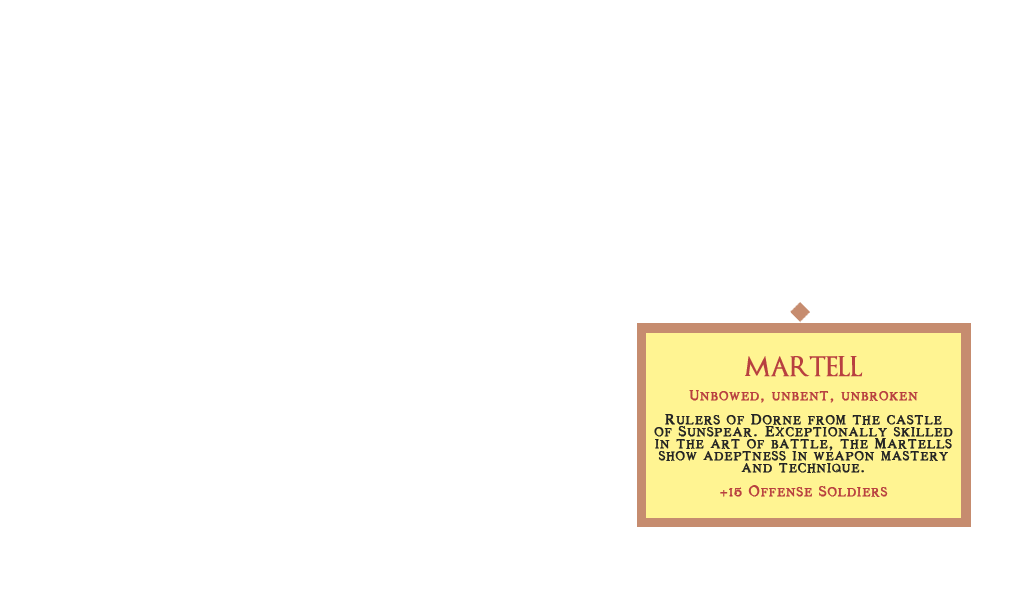 MARTELL
Unbowed, unbent, unbroken
Rulers of Dorne from the castle
of Sunspear. Exceptionally skilled
in the art of battle, the Martells
show adeptness in weapon mastery
and technique.
+15 Offense Soldiers